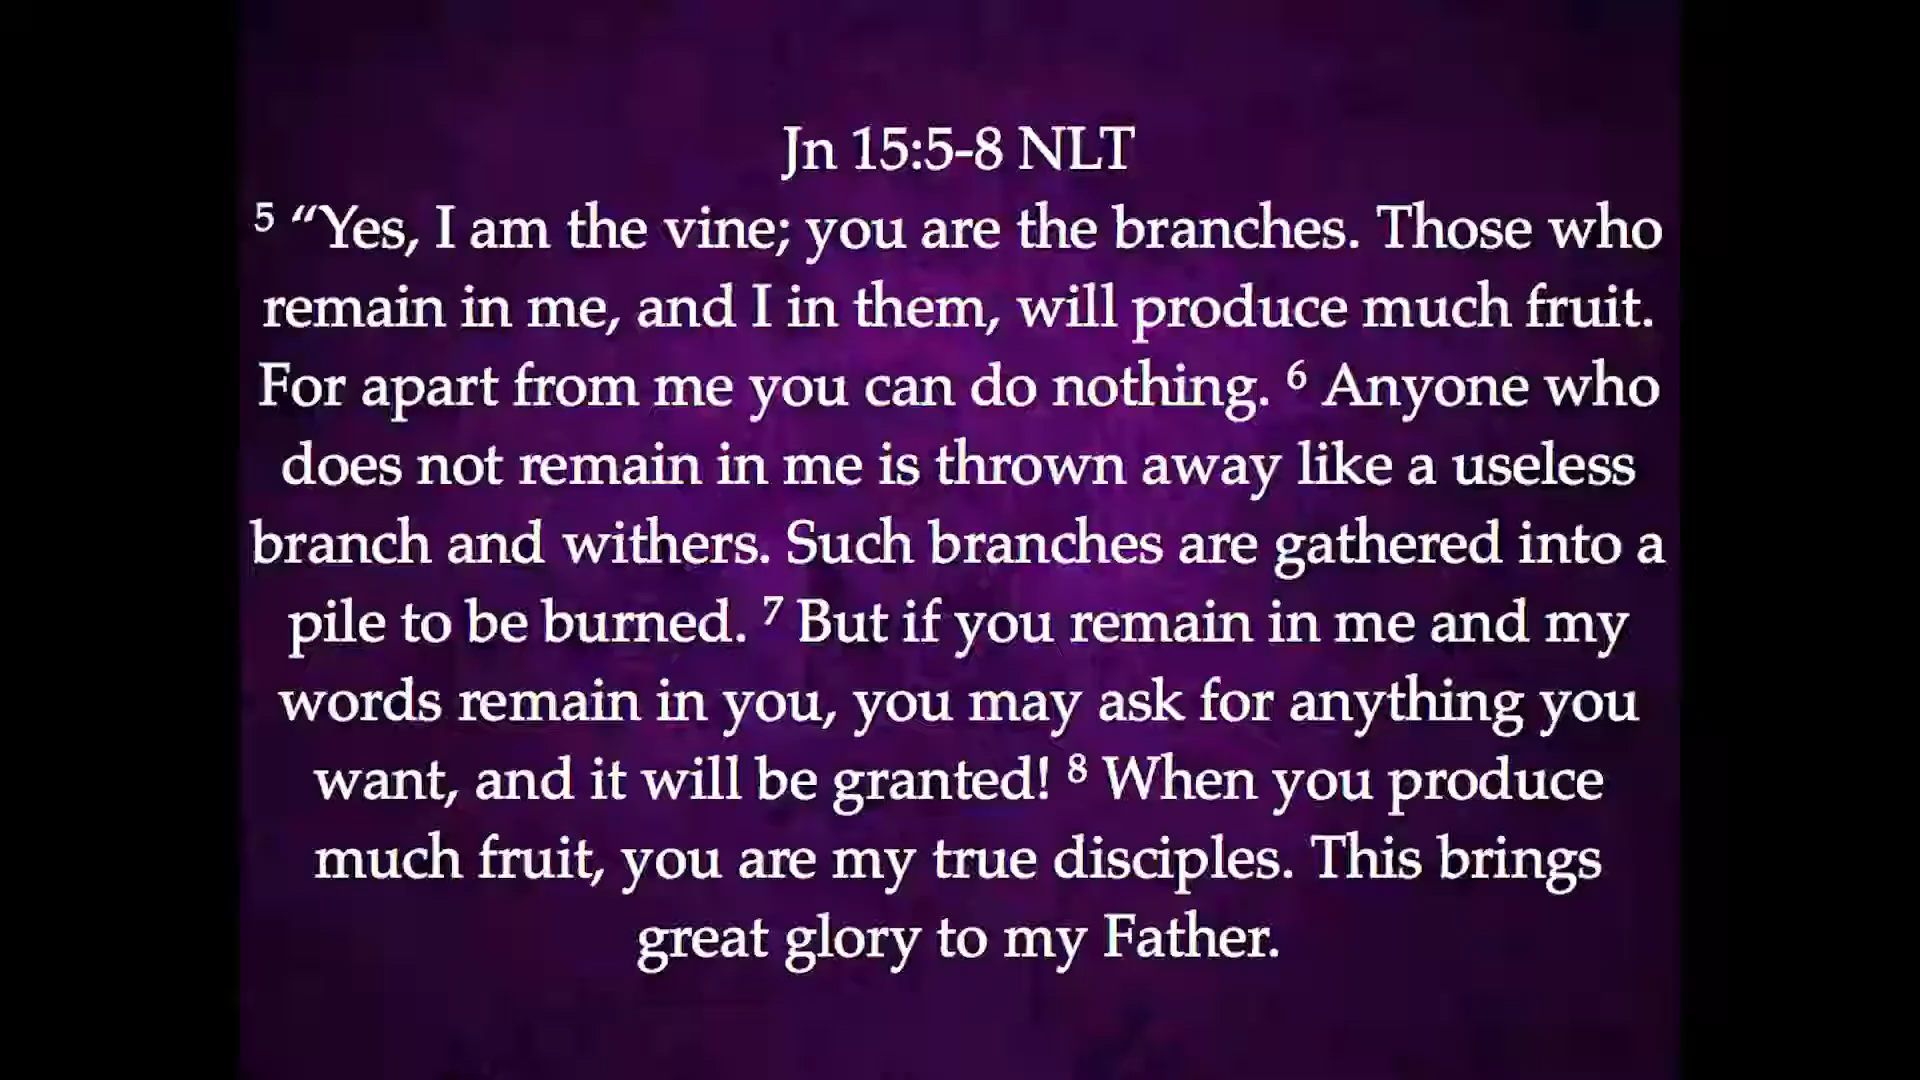 Jn 15:5-8 NLT
⁵ “Yes, I am the vine; you are the branches. Those who
remain in me, and I in them, will produce much fruit.
For apart from me you can do nothing. ⁶ Anyone who
does not remain in me is thrown away like a useless
branch and withers. Such branches are gathered into a
pile to be burned. ⁷ But if you remain in me and my
words remain in you, you may ask for anything you
want, and it will be granted! ⁸ When you produce
much fruit, you are my true disciples. This brings
great glory to my Father.